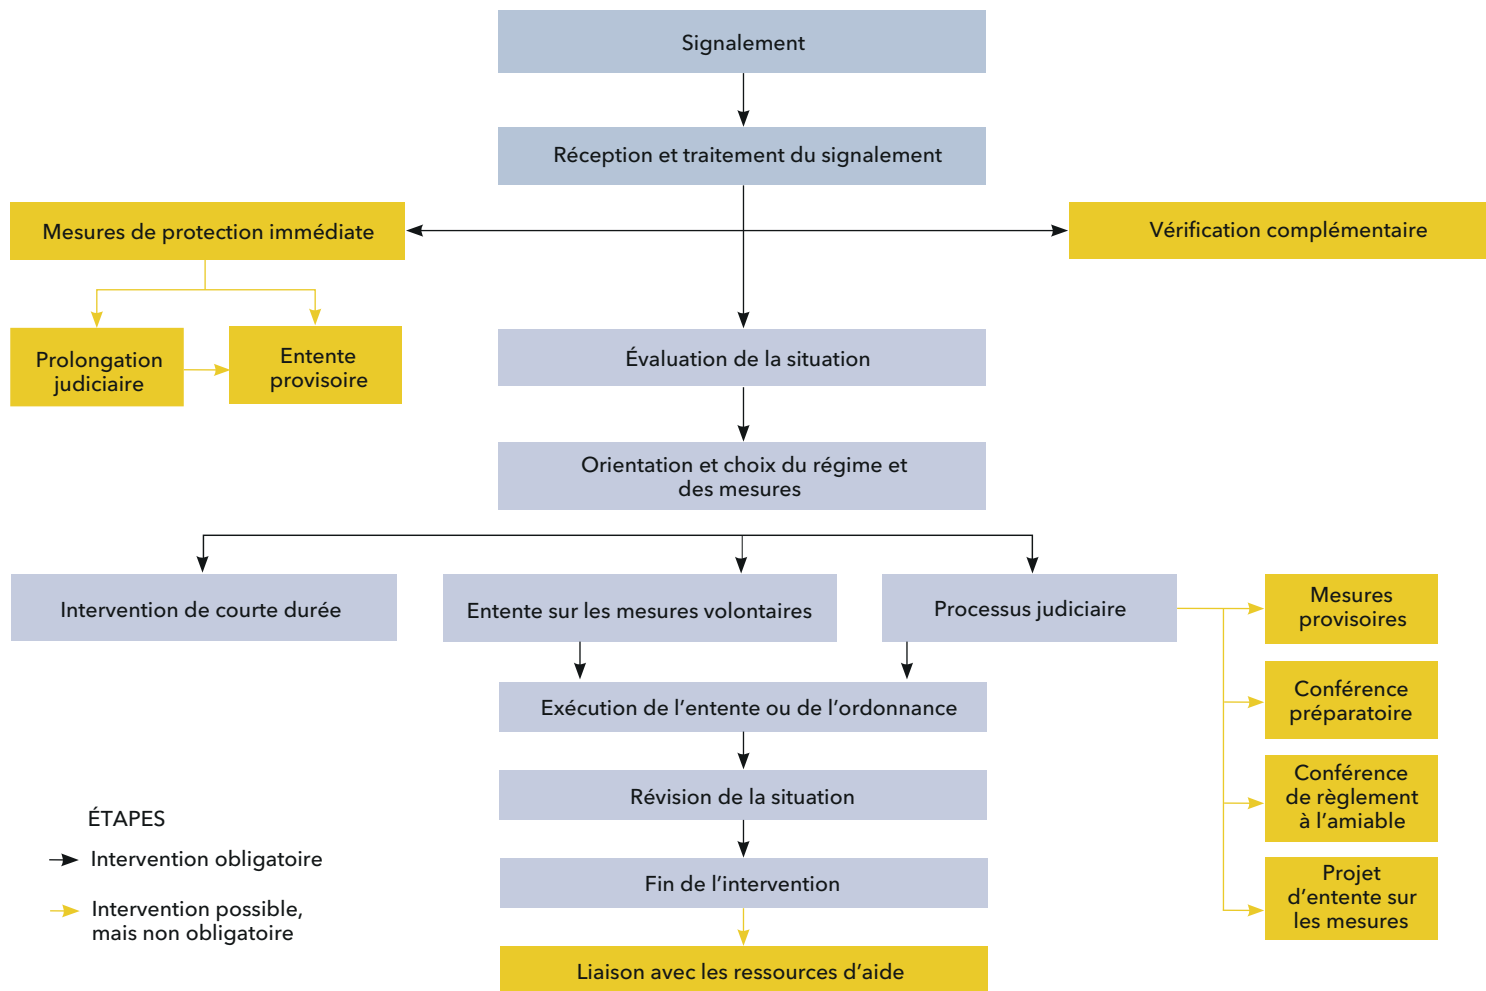 Signalement
Réception et traitement du signalement
Mesures de protection immédiate
Vérification complémentaire
Prolongation
judiciaire
Entente
provisoire
Évaluation de la situation
Orientation et choix du régime et
des mesures
Intervention de courte durée
Entente sur les mesures volontaires
Processus judiciaire
Mesures
provisoires
Conférence
préparatoire
Conférence
de règlement
à l’amiable
Projet
d’entente sur
les mesures
Exécution de l’entente ou de l’ordonnance
Révision de la situation
Fin de l’intervention
Liaison avec les ressources d’aide
ÉTAPES
Intervention obligatoire
Intervention possible,
mais non obligatoire